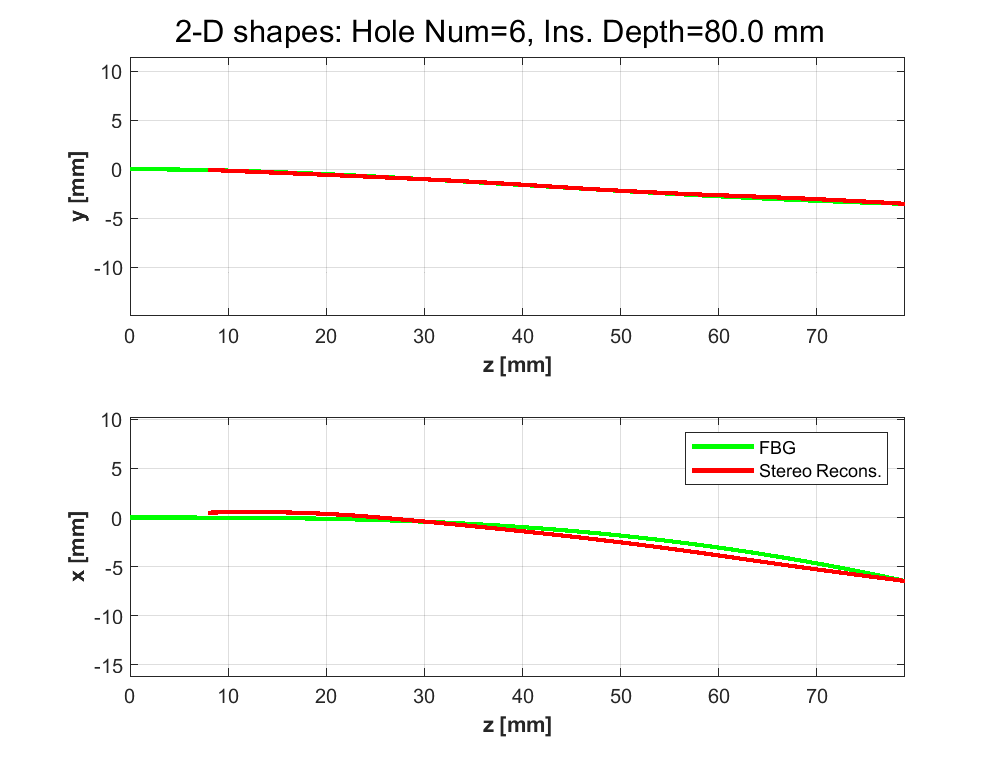 2-D shapes: Hole Num=6, Ins. Depth=80.0 mm
10
5
0
-5
-10
y [mm]
0 10 20 30 40 50 60 70
z [mm]
10
5
0
-5
-10
-15
x [mm]
FBG
Stereo Recons.
0 10 20 30 40 50 60 70
z [mm]